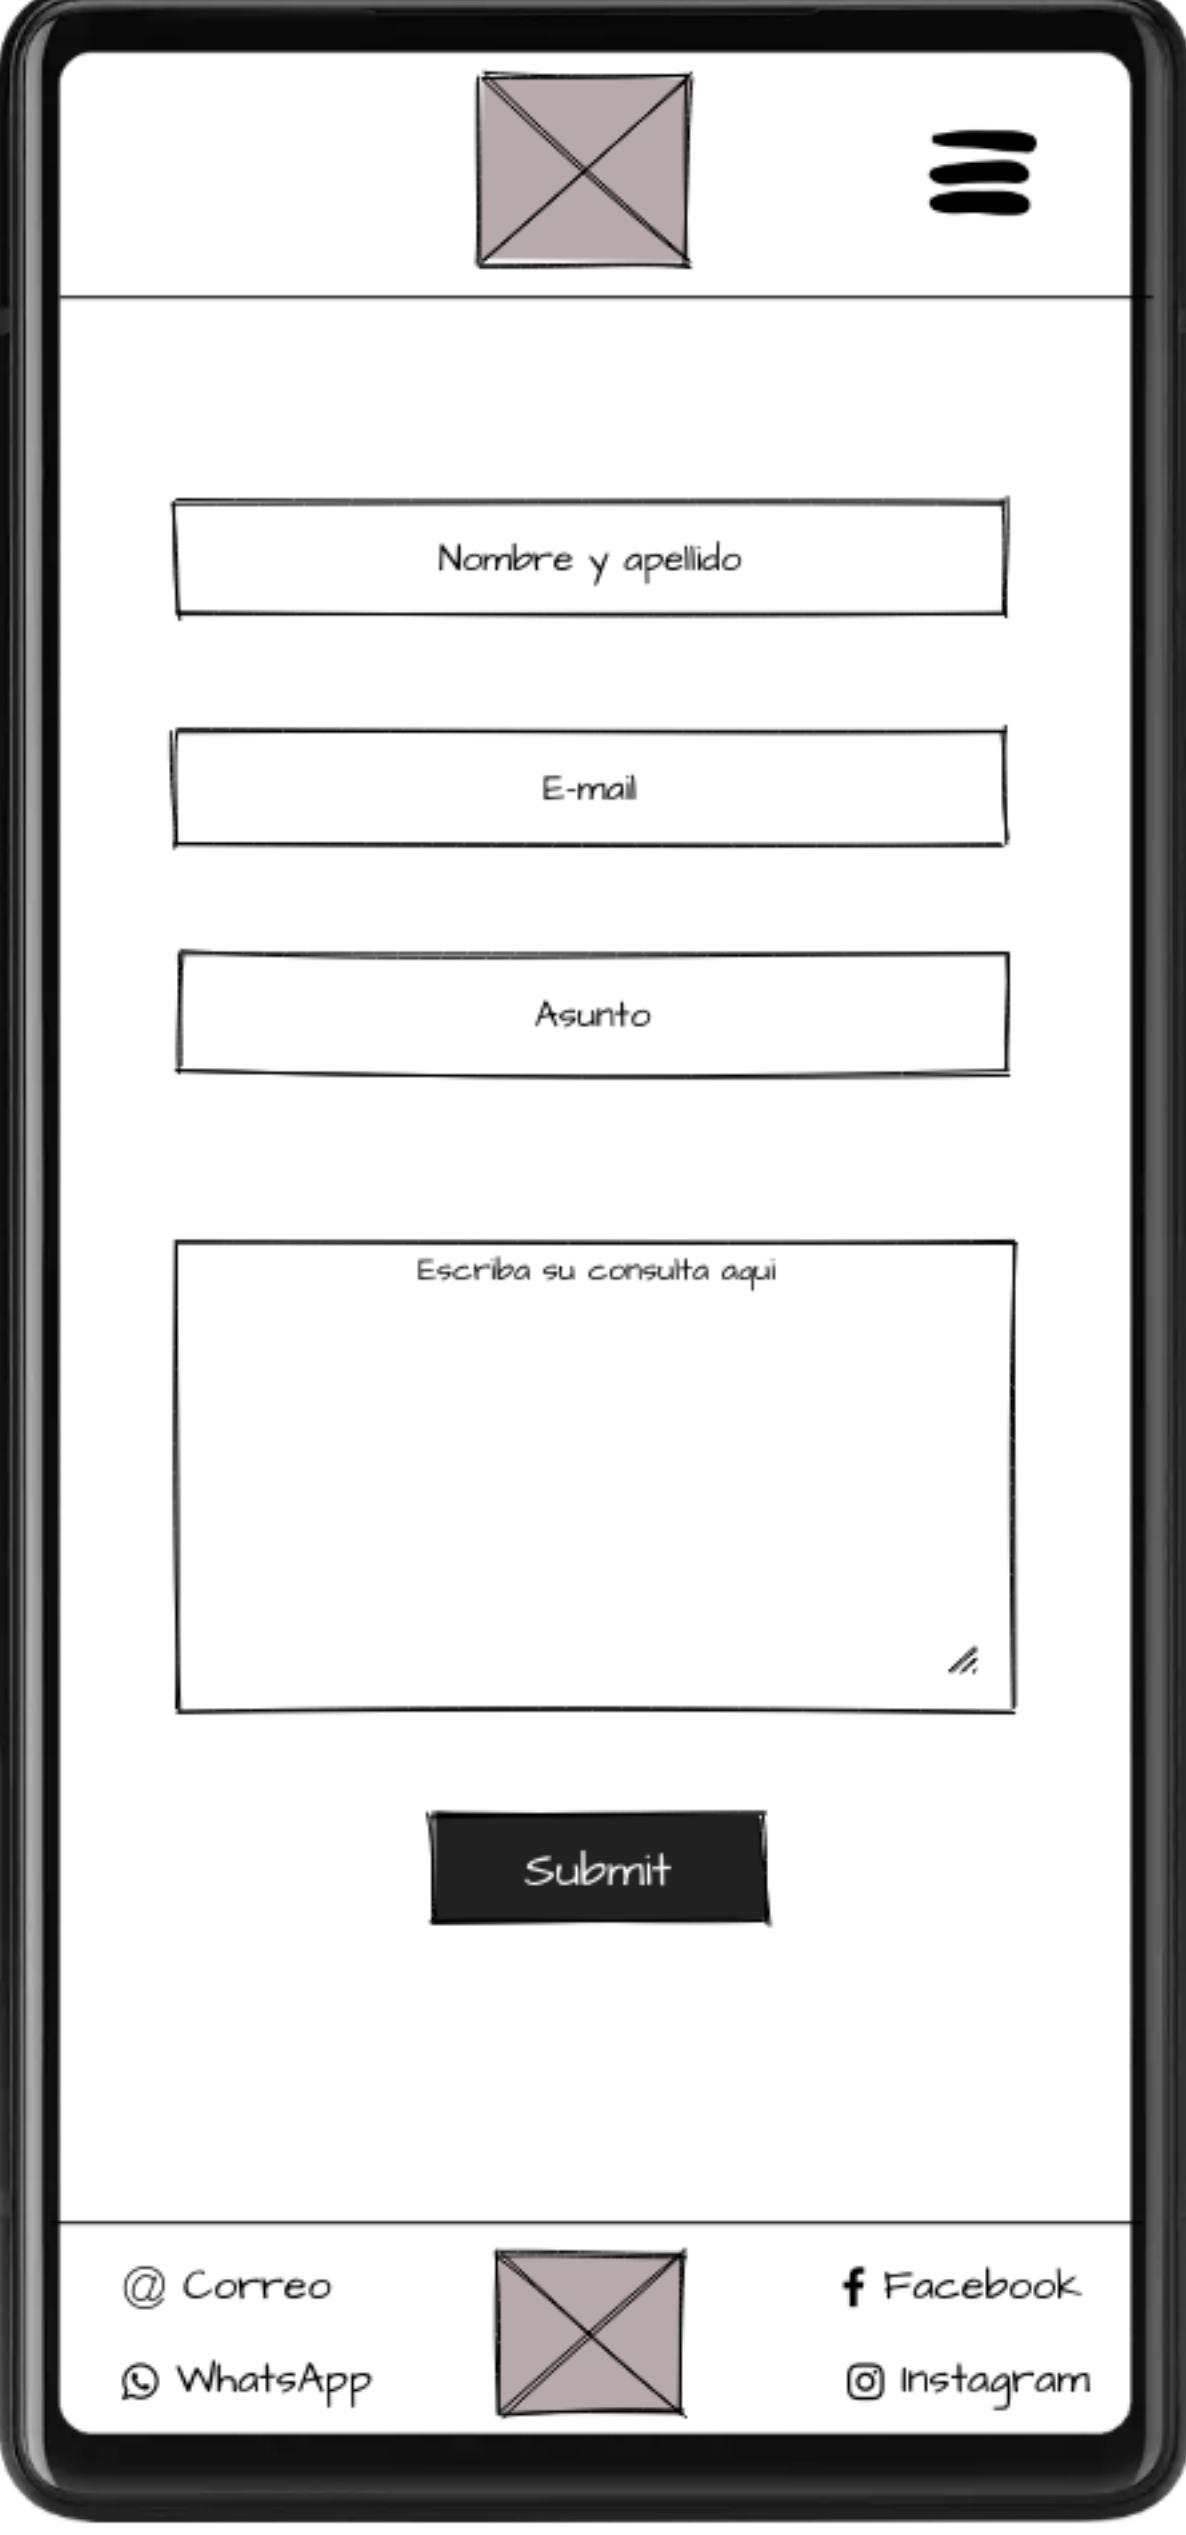 Nombre y apellido
E-mail
Asunto
Escriba su consulta aqui
Submit
@ Correo
Facebook
WhatsApp
Instagram